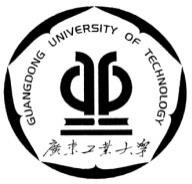 GUANGDONG UNIVERSITY OF TECHNOLOGY
廣東工業大學